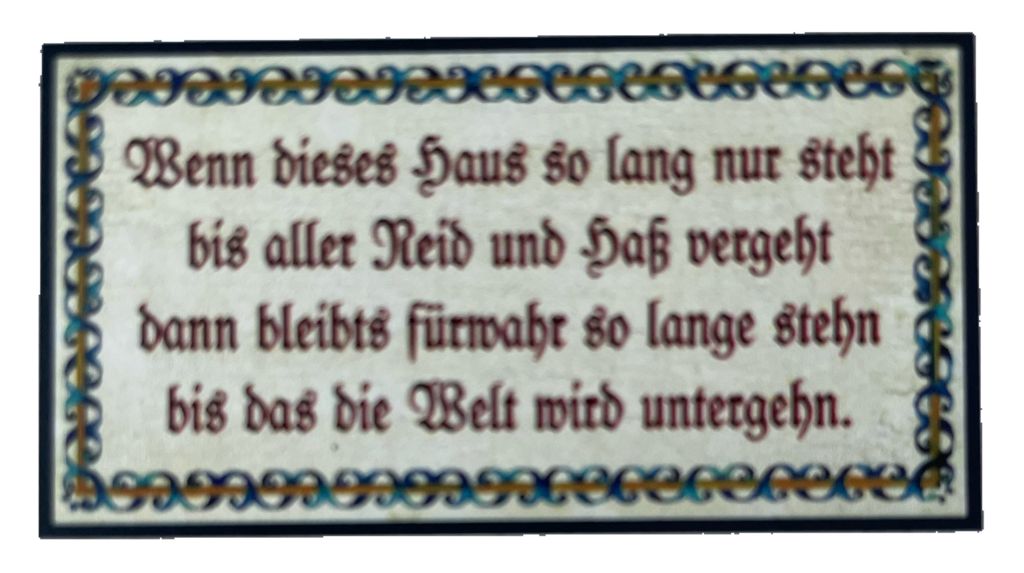 Wenn dieses Haus so lang nur steht
bis aller Neid und Haß vergeht
dann bleibts fürwahr so lange stehn
bis das die Welt wird untergehn.